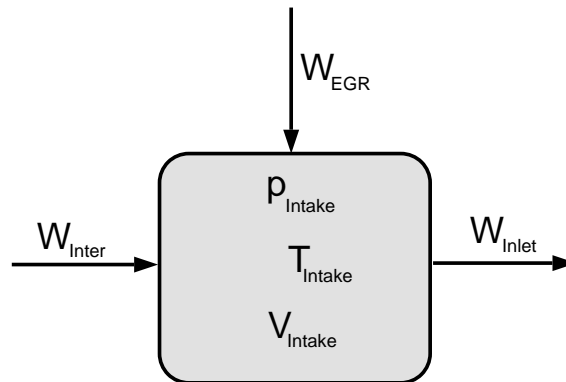 W_EGR
p_Intake
W_Inter
W_Inlet
T_Intake
V_Intake